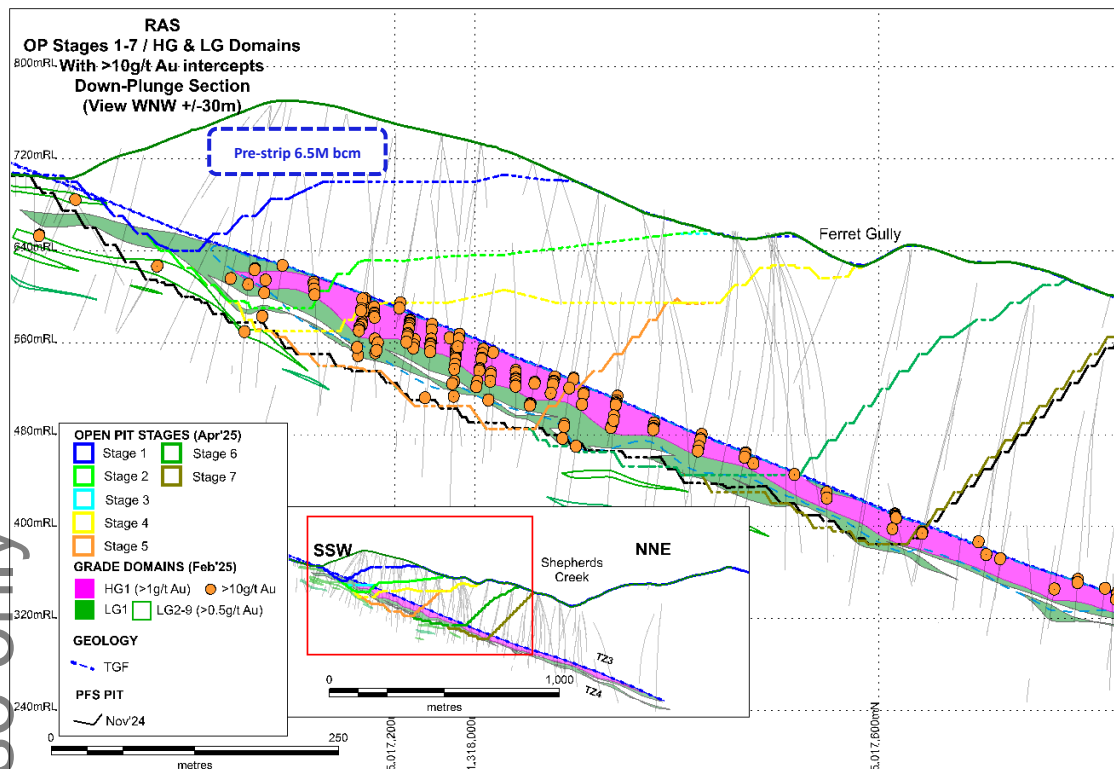 RAS
OP Stages 1-7 / HG & LG Domains
With >10g/t Au intercepts
Down-Plunge Section
(View WNW +/-30m)
800mRL
Pre-strip 6.5M bcm
720mRL
Ferret Gully
640mRL
560mRL
480mRL
400mRL
320mRL
240mRL
OPEN PIT STAGES (Apr'25)
Stage 1
Stage 6
Stage 2
Stage 7
Stage 3
Stage 4
Stage 5
GRADE DOMAINS (Feb'25)
HG1 (>1g/t Au)
>10g/t Au
LG1
LG2-9 (>0.5g/t Au)
GEOLOGY
TGF
PFS PIT
Nov'24
0 250
metres
SSW
Shepherds
Creek
NNE
TZ3
TZ4
0 1,000
metres
5,017,200
1,318,000
5,017,600mN
only